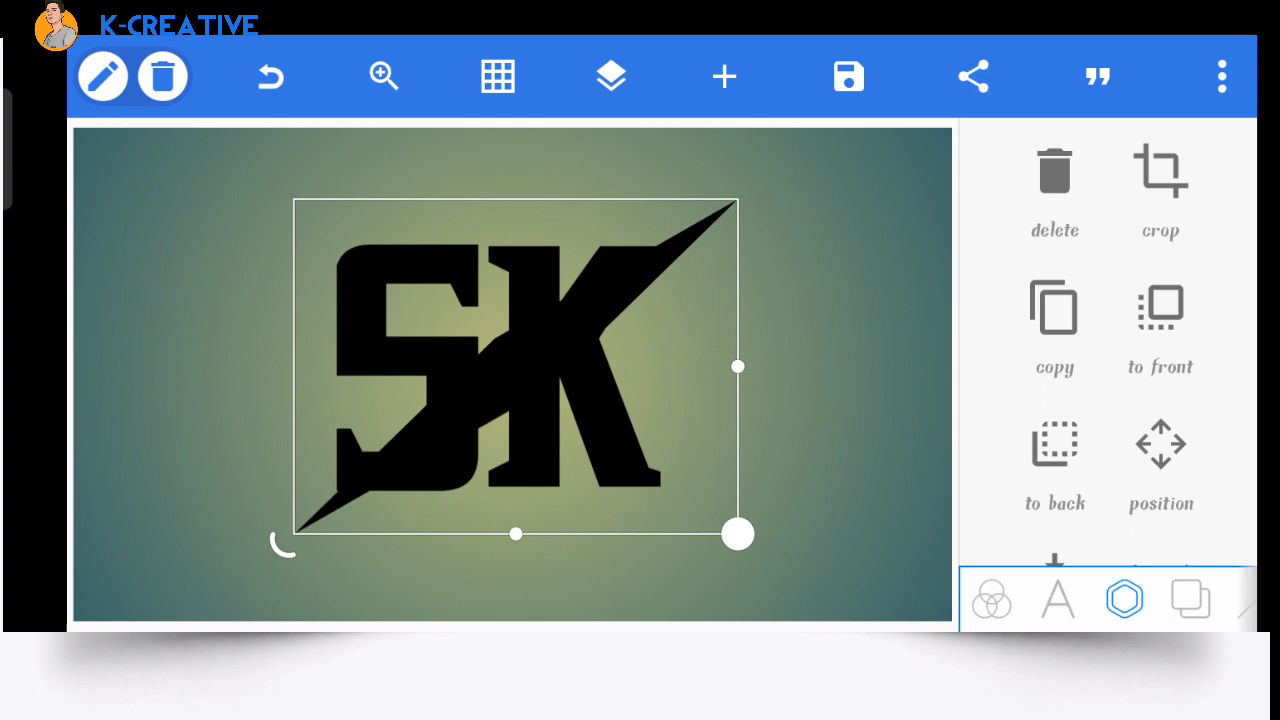 K-CREATIVE
SK
delete
crop
copy
to front
to back
position